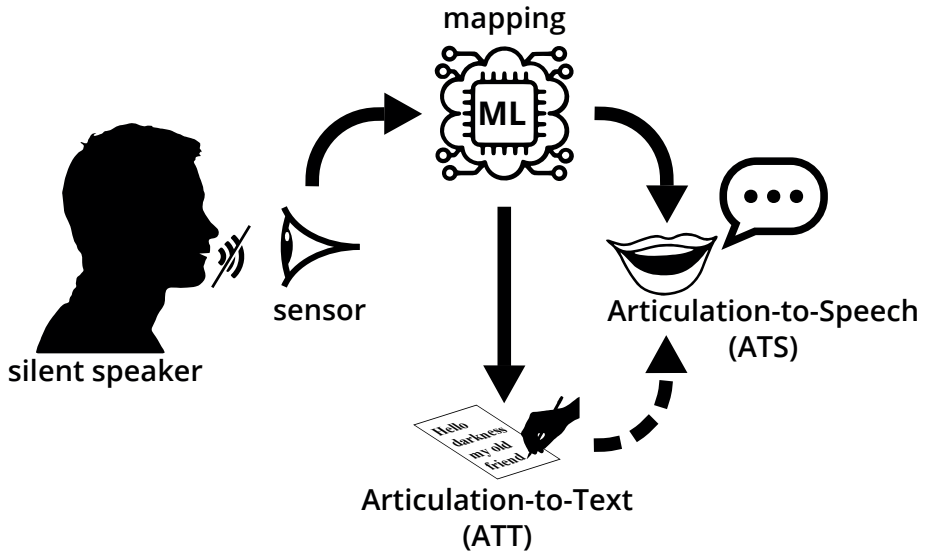 mapping
ML
silent speaker
sensor
Articulation-to-Speech
(ATS)
Hello
darkness
my old
friend
Articulation-to-Text
(ATT)